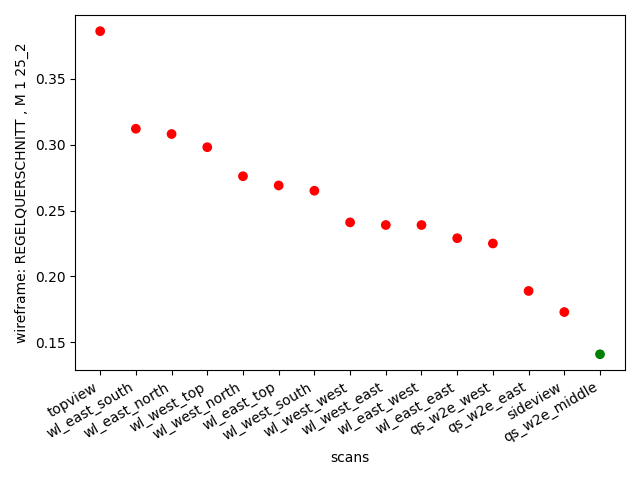 wireframe: REGELQUERSCHNITT , M 1 25_2
0.35
0.30
0.25
0.20
0.15
topview
wl_east_south
wl_east_north
wl_west_top
wl_west_north
wl_east_top
wl_west_south
wl_west_west
wl_west_east
wl_east_west
wl_east_east
qs_w2e_west
qs_w2e_east
sideview
qs_w2e_middle
scans